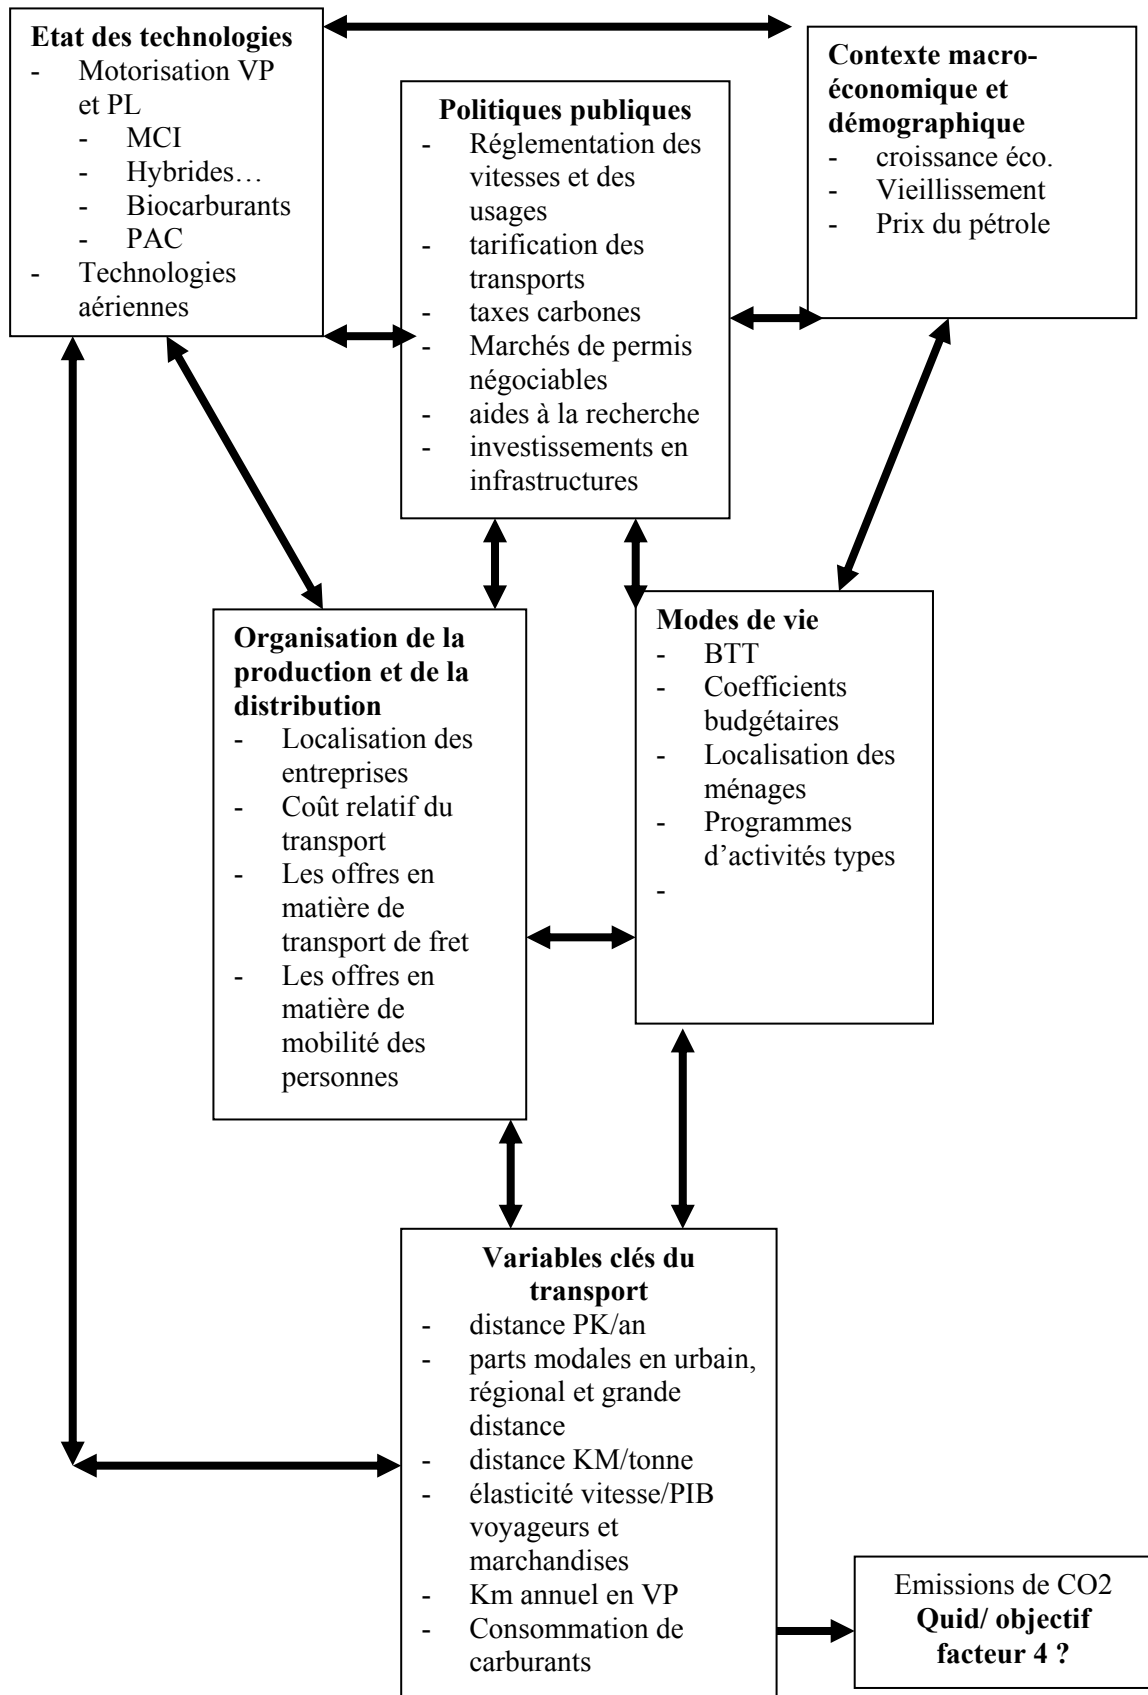 Etat des technologies
- Motorisation VP
et PL
- MCI
- Hybrides…
- Biocarburants
- PAC
- Technologies
aériennes
Politiques publiques
- Réglementation des
vitesses et des
usages
- tarification des
transports
- taxes carbones
- Marchés de permis
négociables
- aides à la recherche
- investissements en
infrastructures
Contexte macro-
économique et
démographique
- croissance éco.
- Vieillissement
- Prix du pétrole
Organisation de la
production et de la
distribution
- Localisation des
entreprises
- Coût relatif du
transport
- Les offres en
matière de
transport de fret
- Les offres en
matière de
mobilité des
personnes
Modes de vie
- BTT
- Coefficients
budgétaires
- Localisation des
ménages
- Programmes
d’activités types
-
Variables clés du
transport
- distance PK/an
- parts modales en urbain,
régional et grande
distance
- distance KM/tonne
- élasticité vitesse/PIB
voyageurs et
marchandises
- Km annuel en VP
- Consommation de
carburants
Emissions de CO2
Quid/ objectif
facteur 4 ?